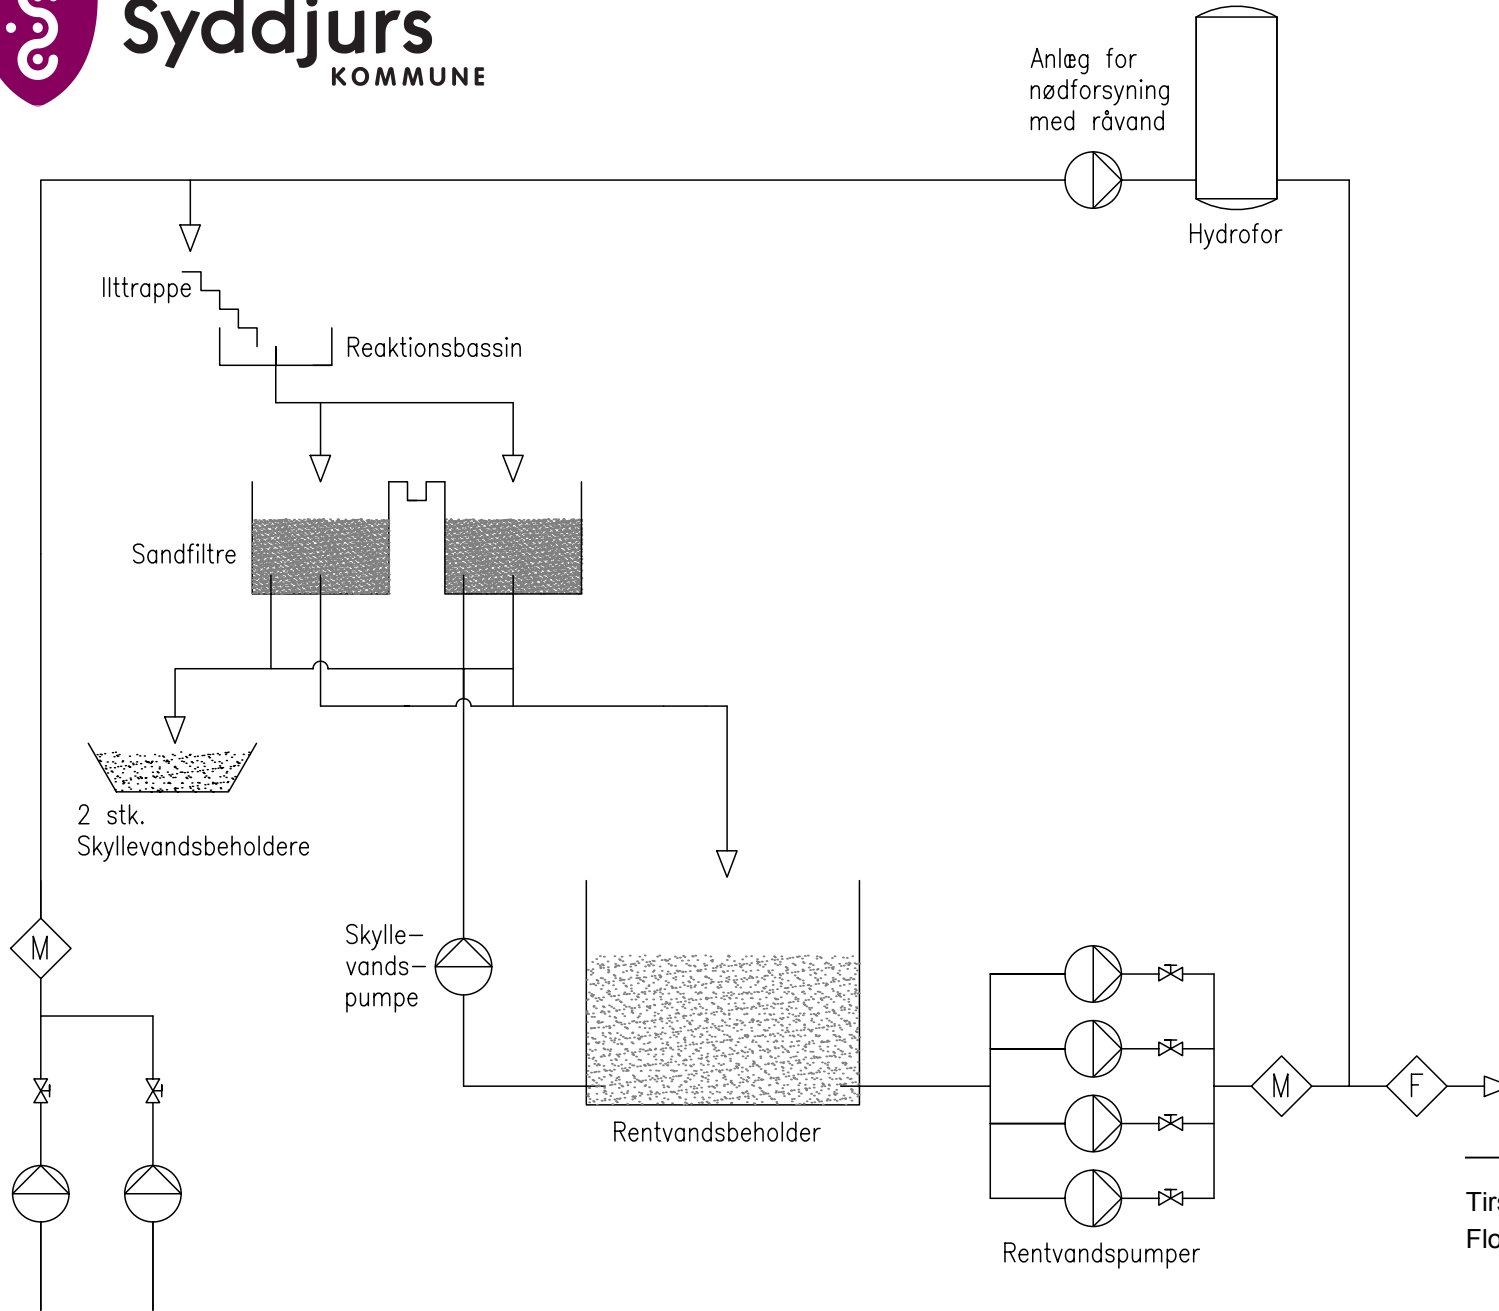 Syddjurs
KOMMUNE
Anlæg for
nødforsyning
med råvand
Hydrofor
Ilttrappe
Reaktionsbassin
Sandfiltre
2 stk.
Skyllevandsbeholdere
M
Skylle-
vands-
pumpe
Rentvandsbeholder
M
F
Rentvandspumper